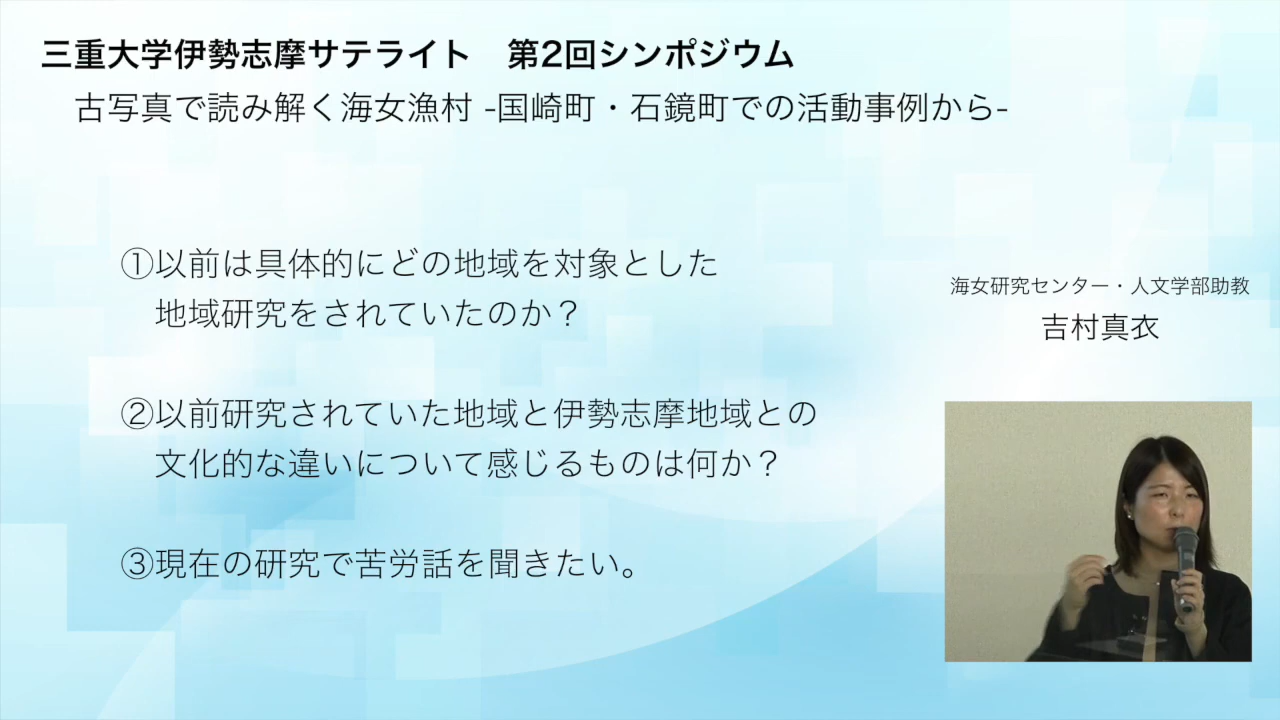 三重大学伊勢志摩サテライト　第2回シンポジウム
古写真で読み解く海女漁村 -国崎町・石鏡町での活動事例から-
①以前は具体的にどの地域を対象とした
地域研究をされていたのか？
海女研究センター・人文学部助教
吉村真衣
②以前研究されていた地域と伊勢志摩地域との
文化的な違いについて感じるものは何か？
③現在の研究で苦労話を聞きたい。